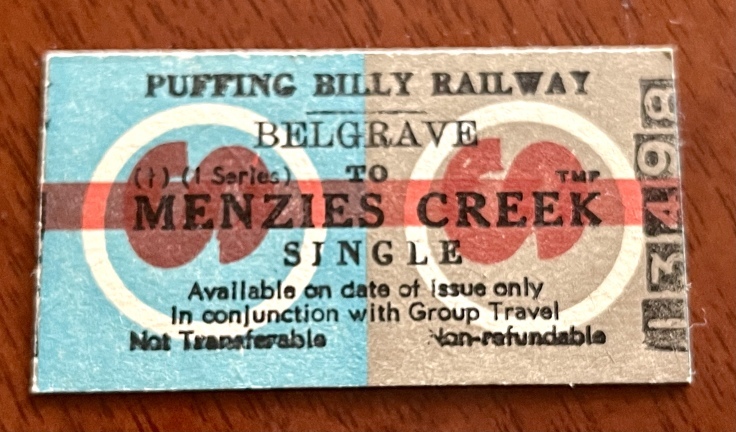 PUFFING BILLY RAILWAY
BELGRAVE
(}) (1 Series) TO TMP
MENZIES CREEK
SINGLE
Available on date of issue only
In conjunction with Group Travel
Not Transferable Non-refundable
13498